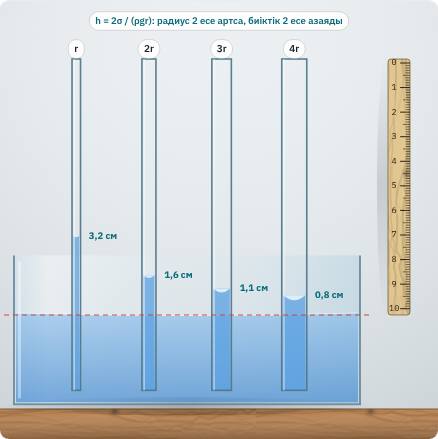 h = 2σ / (ρgr): радиус 2 есе артса, биіктік 2 есе азаяды
r
2r
3r
4r
0
1
2
3
4
5
6
7
8
9
10
3,2 см
1,6 см
1,1 см
0,8 см